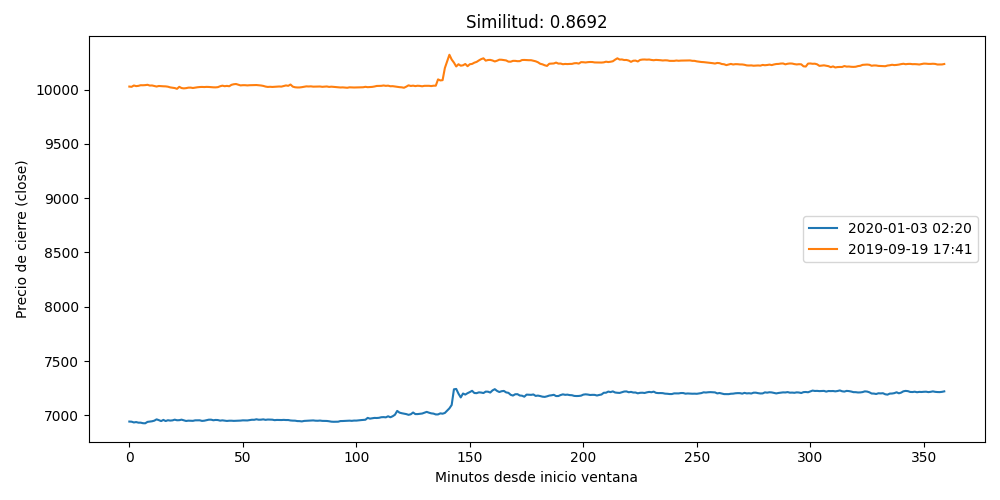 Similitud: 0.8692
Precio de cierre (close)
10000
9500
9000
8500
8000
7500
7000
2020-01-03 02:20
2019-09-19 17:41
0 50 100 150 200 250 300 350
Minutos desde inicio ventana